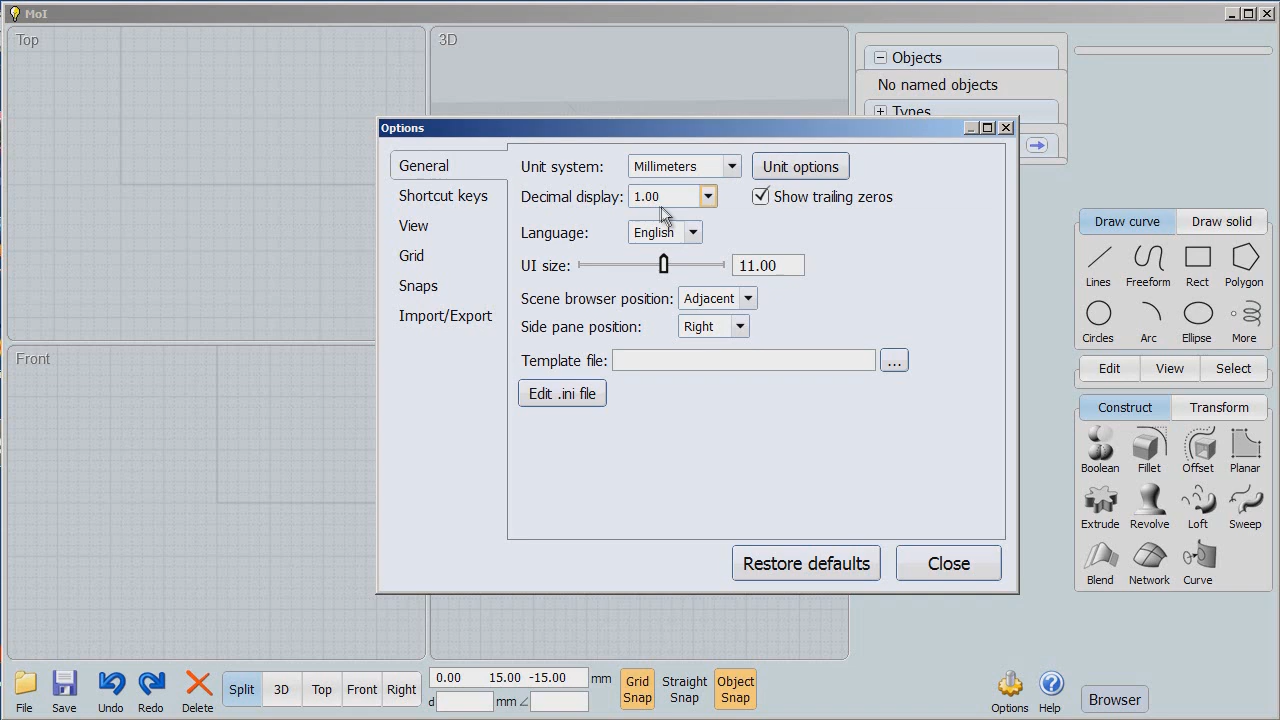 MoI
Top
3D
Objects
No named objects
Types
Options
General
Shortcut keys
View
Grid
Snaps
Import/Export
Unit system: Millimeters Unit options
Decimal display: 1.00 Show trailing zeros
Language: English
UI size: 11.00
Scene browser position: Adjacent
Side pane position: Right
Template file: ...
Edit .ini file
Restore defaults Close
Front
Draw curve Draw solid
Lines Freeform Rect Polygon
Circles Arc Ellipse More
Edit View Select
Construct Transform
Boolean Fillet Offset Planar
Extrude Revolve Loft Sweep
Blend Network Curve
File Save Undo Redo Delete
Split 3D Top Front Right
0.00 15.00 -15.00 mm
d mm
Grid Snap
Straight Snap
Object Snap
Options Help Browser